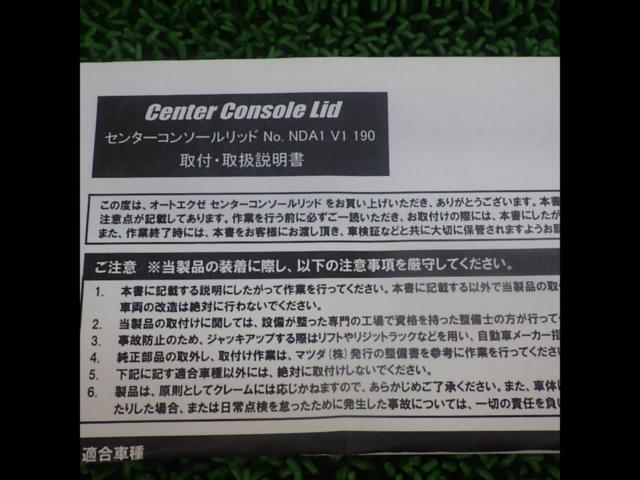 Center Console Lid
センターコンソールリッド No. NDA1 V1 190
取付・取扱説明書
この度は、オートエクゼ センターコンソールリッド をお買い上げいただき、ありがとうございます。本書
注意点が記載してあります。作業を行う前に必ずご一読いただき、お取付けの際には、本書にしたが
また、作業終了時には、本書をお客様にお渡し頂き、車検証などと共に大切に保管されますようお
ご注意 ※当製品の装着に際し、以下の注意事項を厳守してください。
1. 本書に記載する説明にしたがって作業を行ってください。本書に記載する以外で当製品の取
車両の改造は絶対に行わないでください。
2. 当製品の取付けに関しては、設備が整った専門の工場で資格を持った整備士の方が行って
3. 事故防止のため、ジャッキアップする際はリフトやリジットラックなどを用い、自動車メーカー指
4. 純正部品の取外し、取付け作業は、マツダ(株)発行の整備書を参考に作業を行ってくださ
5. 下記に記す適合車種以外には、絶対に取付けしないでください。
6. 製品は、原則としてクレームには応じかねますので、あらかじめご了承ください。また、車体
たりした場合、または日常点検を怠ったために発生した事故については、一切の責任を負い
適合車種